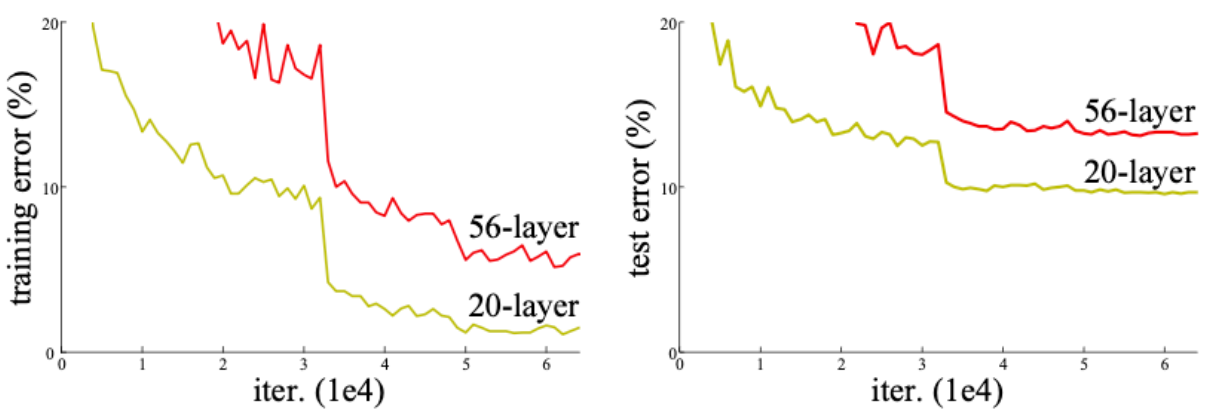 20
10
0
training error (%)
56-layer
20-layer
0 1 2 3 4 5 6
iter. (1e4)
20
10
0
test error (%)
56-layer
20-layer
0 1 2 3 4 5 6
iter. (1e4)